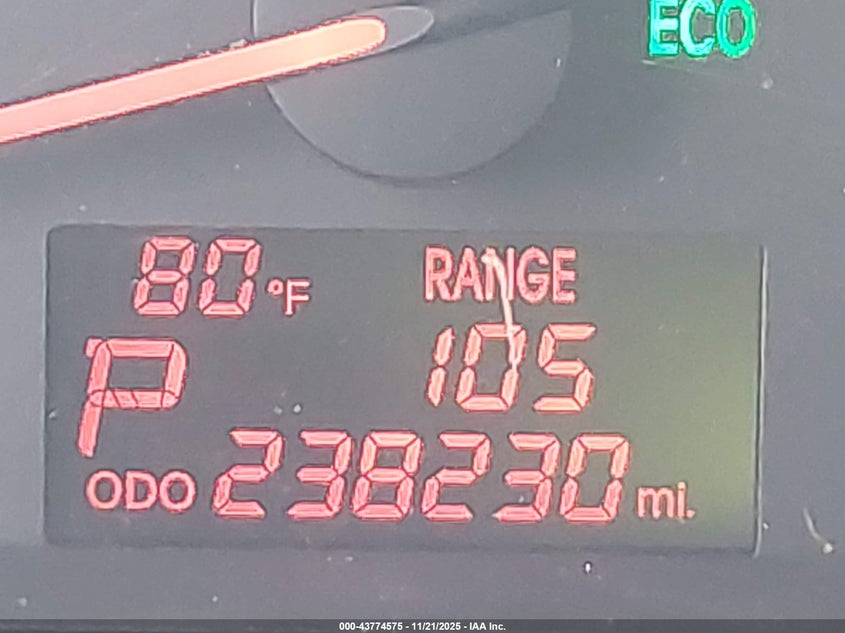 ECO
80°F RANGE
P 105
ODO 238230 mi.
000-43774575 - 11/21/2025 - IAA Inc.